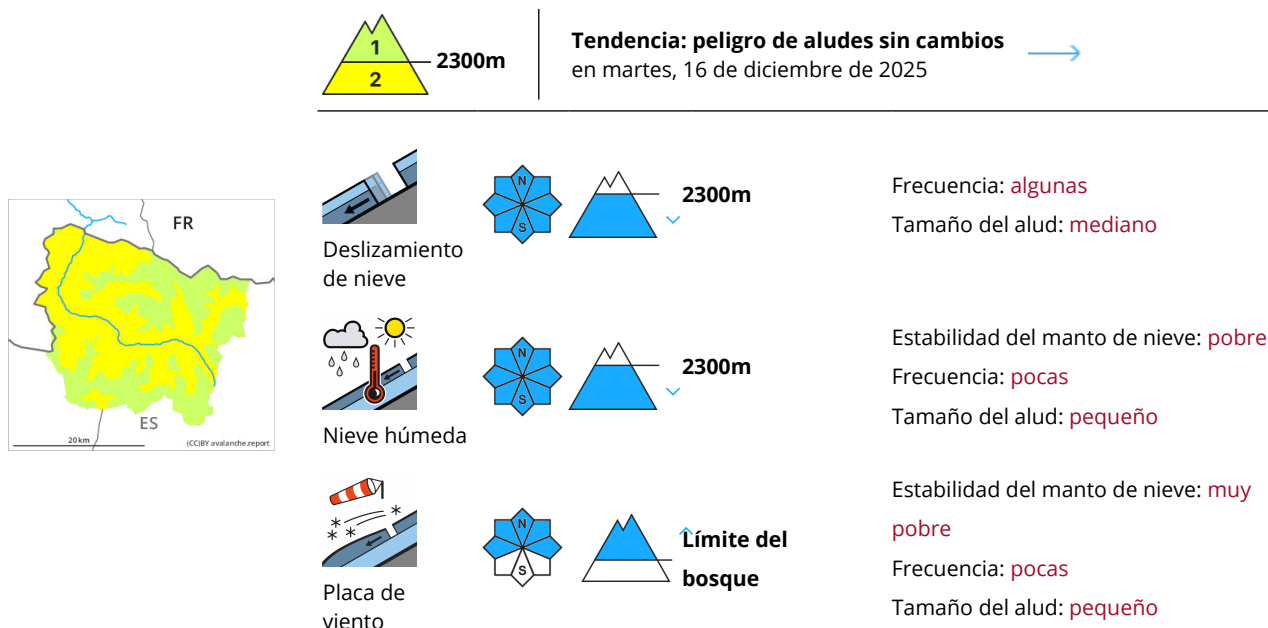 1
2300m
2
Tendencia: peligro de aludes sin cambios
en martes, 16 de diciembre de 2025
FR
ES
20 km
(CC)BY avalanche.report
N
S
2300m
Frecuencia: algunas
Tamaño del alud: mediano
Deslizamiento
de nieve
N
S
2300m
Estabilidad del manto de nieve: pobre
Frecuencia: pocas
Tamaño del alud: pequeño
Nieve húmeda
N
S
Límite del
bosque
Estabilidad del manto de nieve: muy
pobre
Frecuencia: pocas
Tamaño del alud: pequeño
Placa de
viento